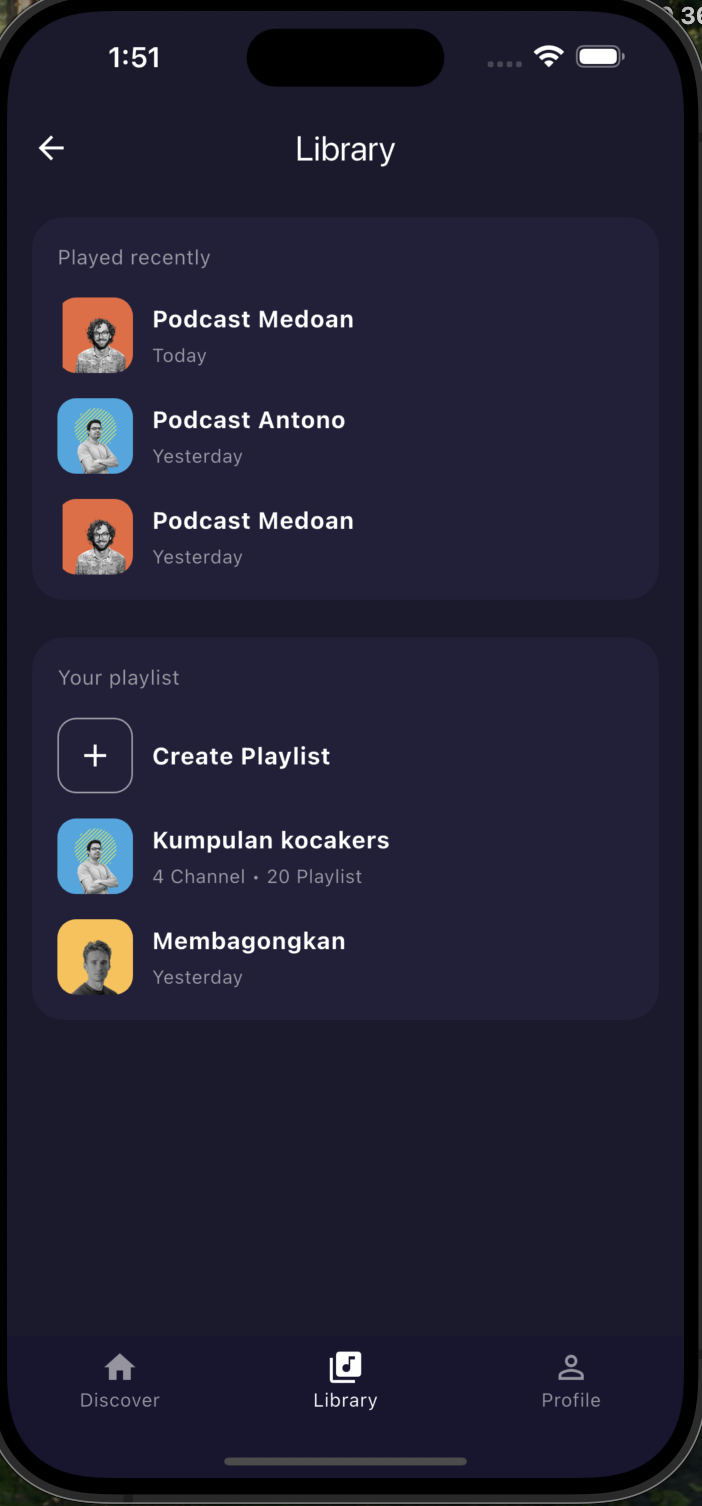 1:51
Library
Played recently
Podcast Medoan
Today
Podcast Antono
Yesterday
Podcast Medoan
Yesterday
Your playlist
Create Playlist
Kumpulan kocakers
4 Channel • 20 Playlist
Membagongkan
Yesterday
Discover
Library
Profile